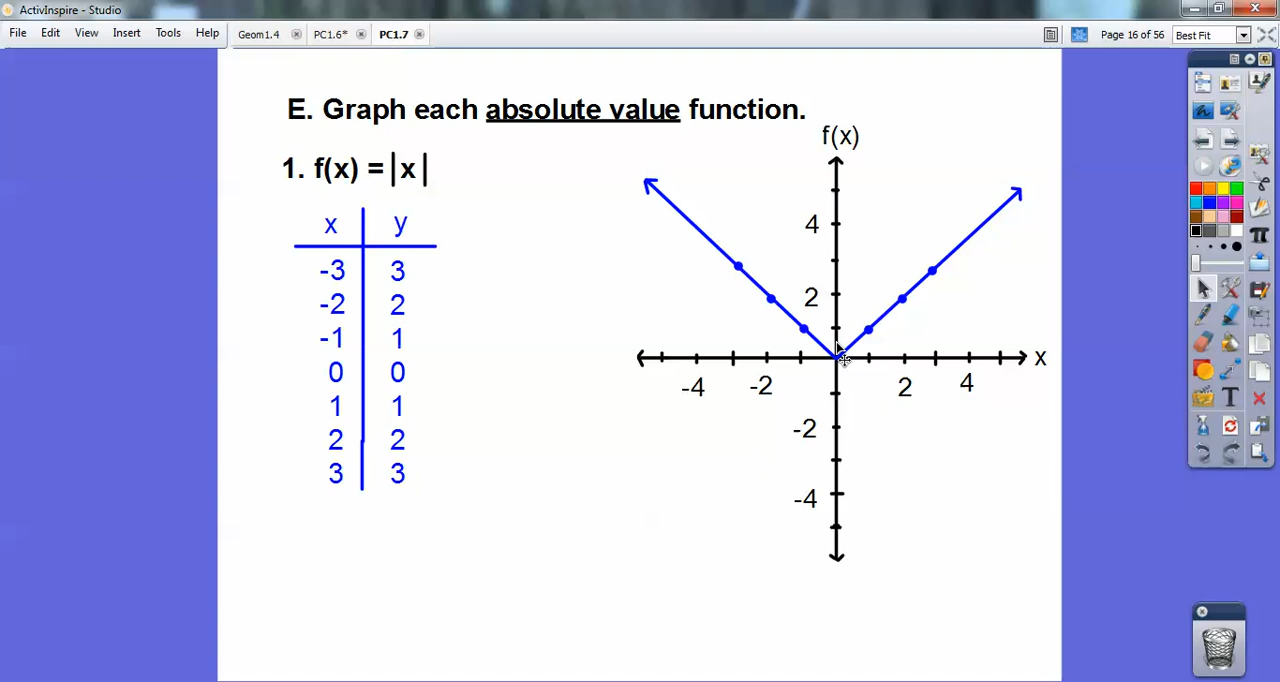 ActivInspire - Studio
File Edit View Insert Tools Help
Geom1.4 PC1.6* PC1.7
Page 16 of 56 Best Fit
E. Graph each absolute value function.
1. f(x) = |x|
x y
-3 3
-2 2
-1 1
0 0
1 1
2 2
3 3
f(x)
4
2
x
-4 -2 2 4
-2
-4